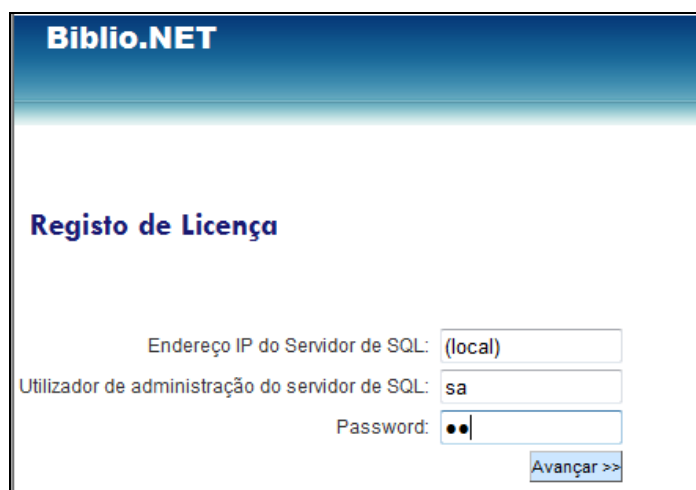 Biblio.NET
Registo de Licença
Endereço IP do Servidor de SQL: (local)
Utilizador de administração do servidor de SQL: sa
Password: ●●
Avançar >>